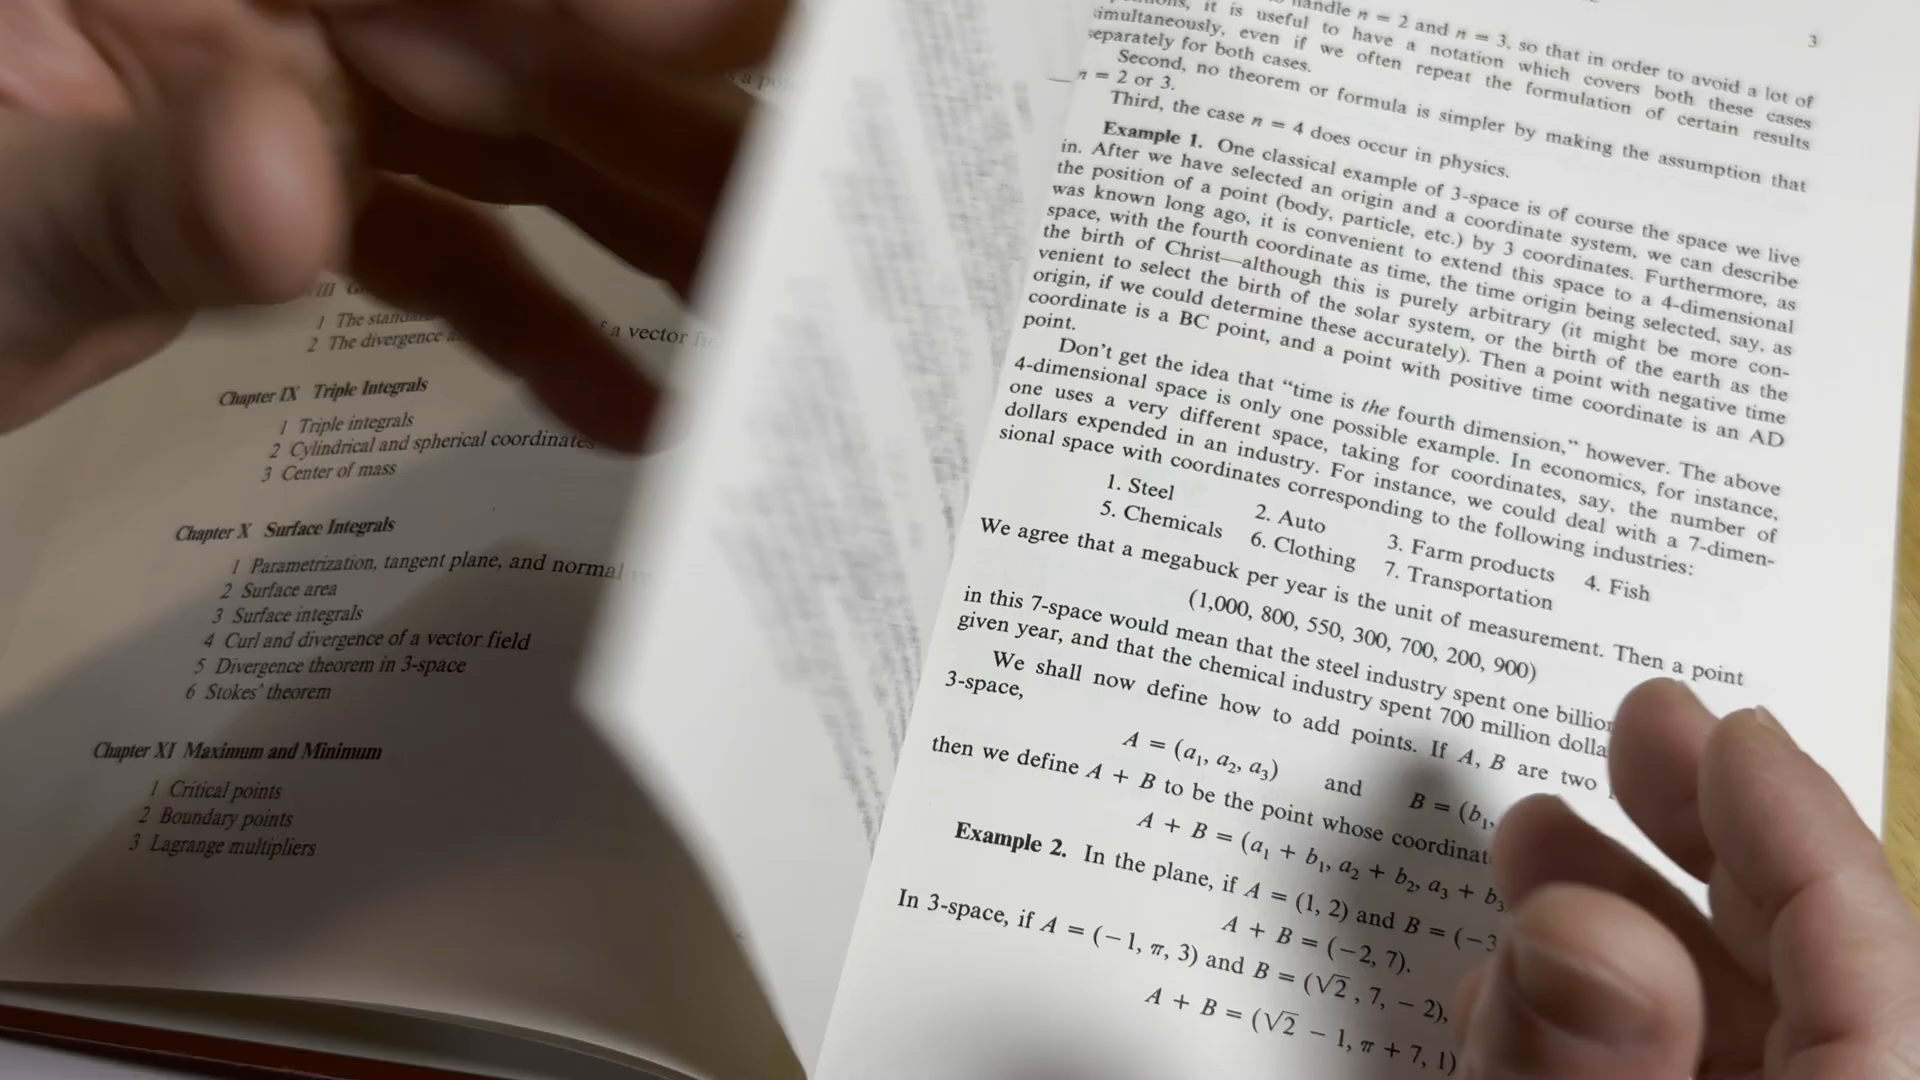 III
1 The standard
2 The divergence
f a vector
Chapter IX Triple Integrals
1 Triple integrals
2 Cylindrical and spherical coordinates
3 Center of mass
Chapter X Surface Integrals
1 Parametrization, tangent plane, and normal
2 Surface area
3 Surface integrals
4 Curl and divergence of a vector field
5 Divergence theorem in 3-space
6 Stokes' theorem
Chapter XI Maximum and Minimum
1 Critical points
2 Boundary points
3 Lagrange multipliers
3
handle n = 2 and n = 3, so that in order to avoid a lot of
it is useful to have a notation which covers both these cases
simultaneously, even if we often repeat the formulation of certain results
separately for both cases.
Second, no theorem or formula is simpler by making the assumption that
n = 2 or 3.
Third, the case n = 4 does occur in physics.
Example 1. One classical example of 3-space is of course the space we live
in. After we have selected an origin and a coordinate system, we can describe
the position of a point (body, particle, etc.) by 3 coordinates. Furthermore, as
was known long ago, it is convenient to extend this space to a 4-dimensional
space, with the fourth coordinate as time, the time origin being selected, say, as
the birth of Christ—although this is purely arbitrary (it might be more con-
venient to select the birth of the solar system, or the birth of the earth as the
origin, if we could determine these accurately). Then a point with negative time
coordinate is a BC point, and a point with positive time coordinate is an AD
point.
Don't get the idea that “time is the fourth dimension,” however. The above
4-dimensional space is only one possible example. In economics, for instance,
one uses a very different space, taking for coordinates, say, the number of
dollars expended in an industry. For instance, we could deal with a 7-dimen-
sional space with coordinates corresponding to the following industries:
1. Steel 2. Auto 3. Farm products 4. Fish
5. Chemicals 6. Clothing 7. Transportation
We agree that a megabuck per year is the unit of measurement. Then a point
(1,000, 800, 550, 300, 700, 200, 900)
in this 7-space would mean that the steel industry spent one billion
given year, and that the chemical industry spent 700 million dolla
We shall now define how to add points. If A, B are two
3-space,
A = (a₁, a₂, a₃) and B = (b₁,
then we define A + B to be the point whose coordinat
A + B = (a₁ + b₁, a₂ + b₂, a₃ + b₃
Example 2. In the plane, if A = (1, 2) and B = (−3
A + B = (−2, 7).
In 3-space, if A = (−1, π, 3) and B = (√2, 7, −2),
A + B = (√2 − 1, π + 7, 1)